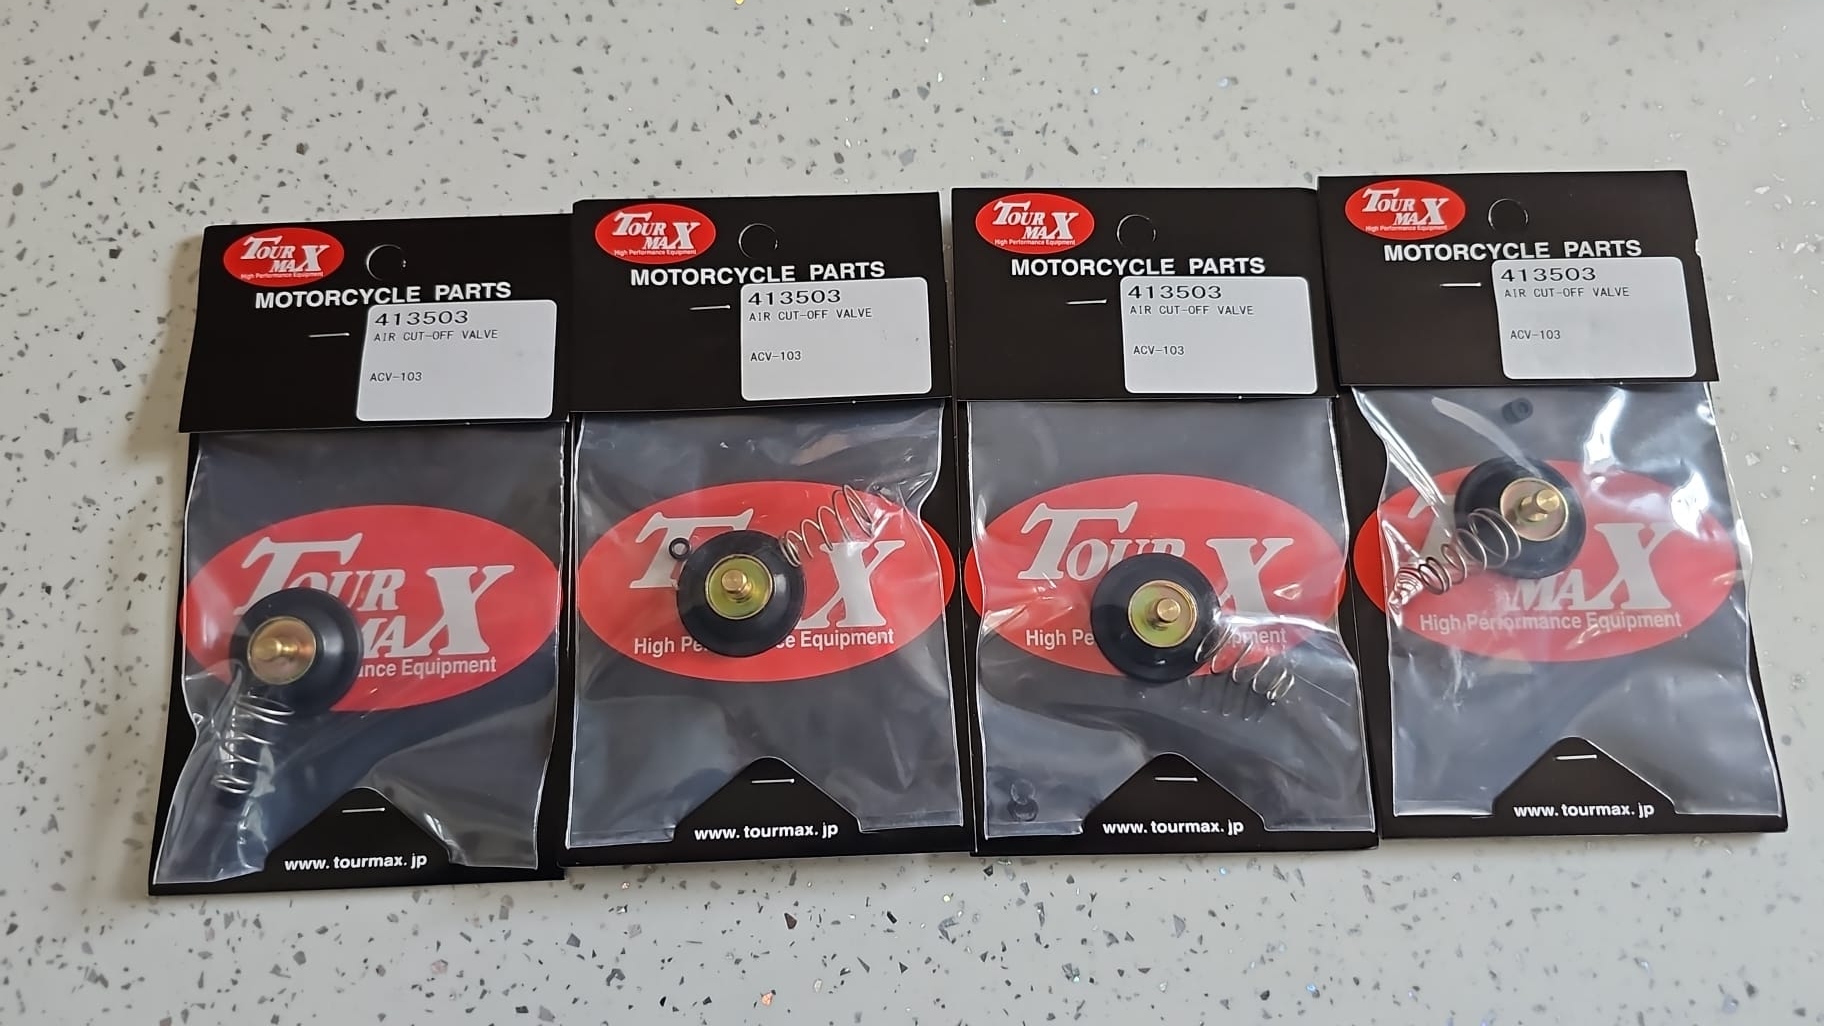 TOUR MAX
High Performance Equipment
MOTORCYCLE PARTS
413503
AIR CUT-OFF VALVE
ACV-103
TOUR MAX
nce Equipment
www.tourmax.jp
TOUR MAX
High Performance Equipment
MOTORCYCLE PARTS
413503
AIR CUT-OFF VALVE
ACV-103
T X
High Pe ce Equipment
www.tourmax.jp
TOUR MAX
High Performance Equipment
MOTORCYCLE PARTS
413503
AIR CUT-OFF VALVE
ACV-103
TOUR X
High Pe uipment
www.tourmax.jp
TOUR MAX
High Performance Equipment
MOTORCYCLE PARTS
413503
AIR CUT-OFF VALVE
ACV-103
T MAX
High Performance Equipment
www.tourmax.jp